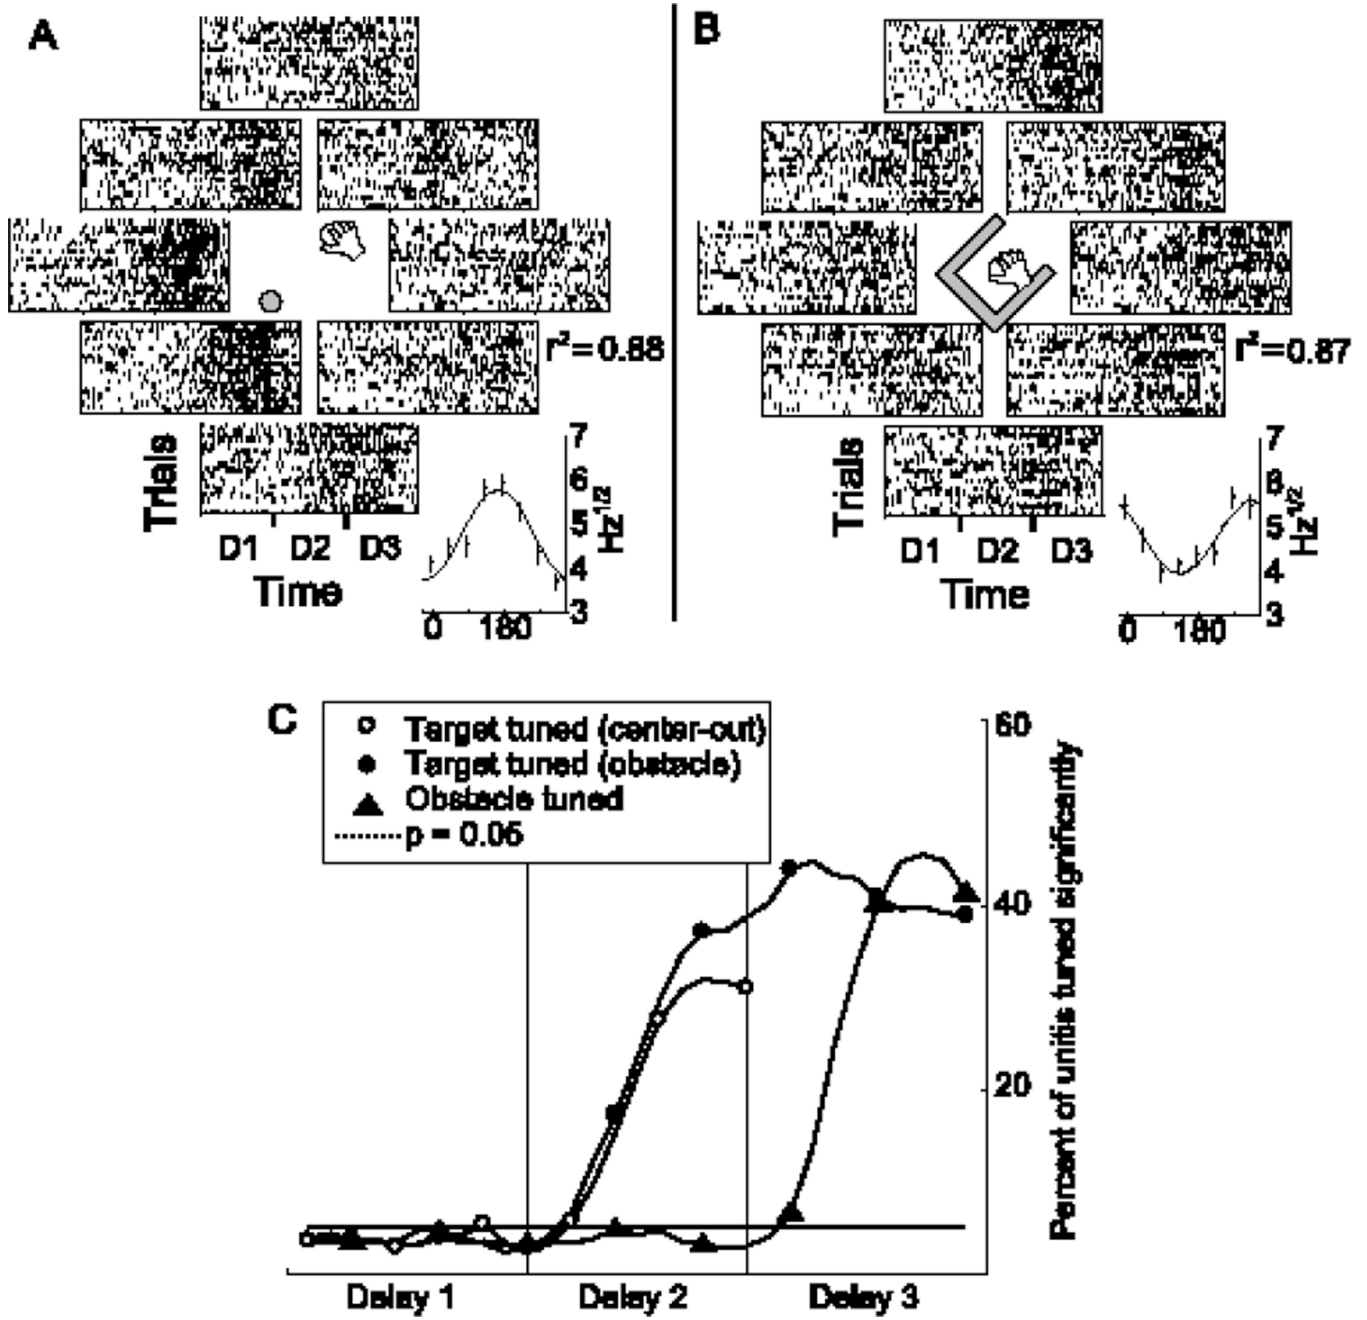 A
B
r²=0.88
r²=0.87
Trials
D1 D2 D3
Time
7
6
5
4
3
Hz1/2
0 180
Trials
D1 D2 D3
Time
7
6
5
4
3
Hz1/2
0 180
C
Target tuned (center-out)
Target tuned (obstacle)
Obstacle tuned
p = 0.05
60
40
20
Percent of unitis tuned significantly
Delay 1 Delay 2 Delay 3